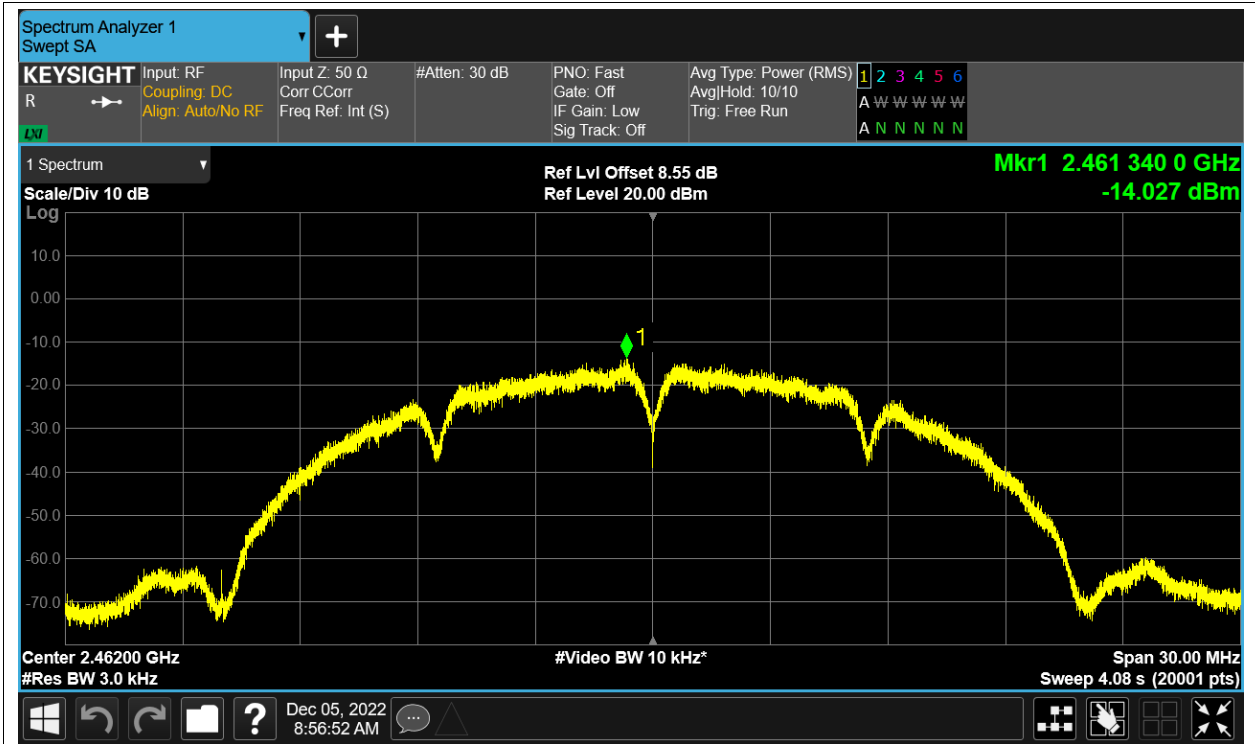 Spectrum Analyzer 1
Swept SA
+
KEYSIGHT Input: RF Input Z: 50 Ω #Atten: 30 dB PNO: Fast Avg Type: Power (RMS) 1 2 3 4 5 6
R Coupling: DC Corr CCorr Gate: Off Avg|Hold: 10/10 A W W W W W
Align: Auto/No RF Freq Ref: Int (S) IF Gain: Low Trig: Free Run
LXI Sig Track: Off A N N N N N
1 Spectrum Ref Lvl Offset 8.55 dB Mkr1 2.461 340 0 GHz
Scale/Div 10 dB Ref Level 20.00 dBm -14.027 dBm
Log
10.0
0.00
-10.0
1
-20.0
-30.0
-40.0
-50.0
-60.0
-70.0
Center 2.46200 GHz #Video BW 10 kHz* Span 30.00 MHz
#Res BW 3.0 kHz Sweep 4.08 s (20001 pts)
? Dec 05, 2022
8:56:52 AM